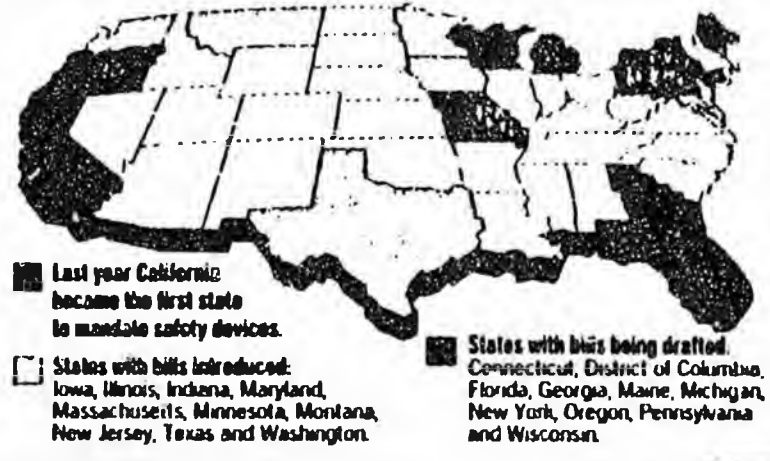 Last year California
became the first state
to mandate safety devices.
States with bills introduced:
Iowa, Illinois, Indiana, Maryland,
Massachusetts, Minnesota, Montana,
New Jersey, Texas and Washington.
States with bills being drafted:
Connecticut, District of Columbia,
Florida, Georgia, Maine, Michigan,
New York, Oregon, Pennsylvania
and Wisconsin.